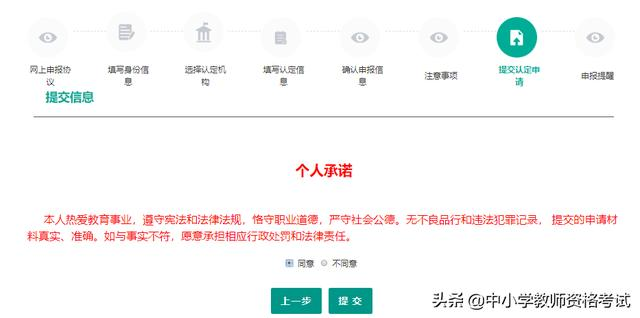 网上申报协
议
填写身份信
息
选择认定机
构
填写认定信
息
确认申报信
息
注意事项
提交认定申
请
申报提醒
提交信息
个人承诺
本人热爱教育事业，遵守宪法和法律法规，恪守职业道德，严守社会公德。无不良品行和违法犯罪记录， 提交的申请材
料真实、准确。如与事实不符，愿意承担相应行政处罚和法律责任。
同意 不同意
上一步 提 交
头条 @中小学教师资格考试